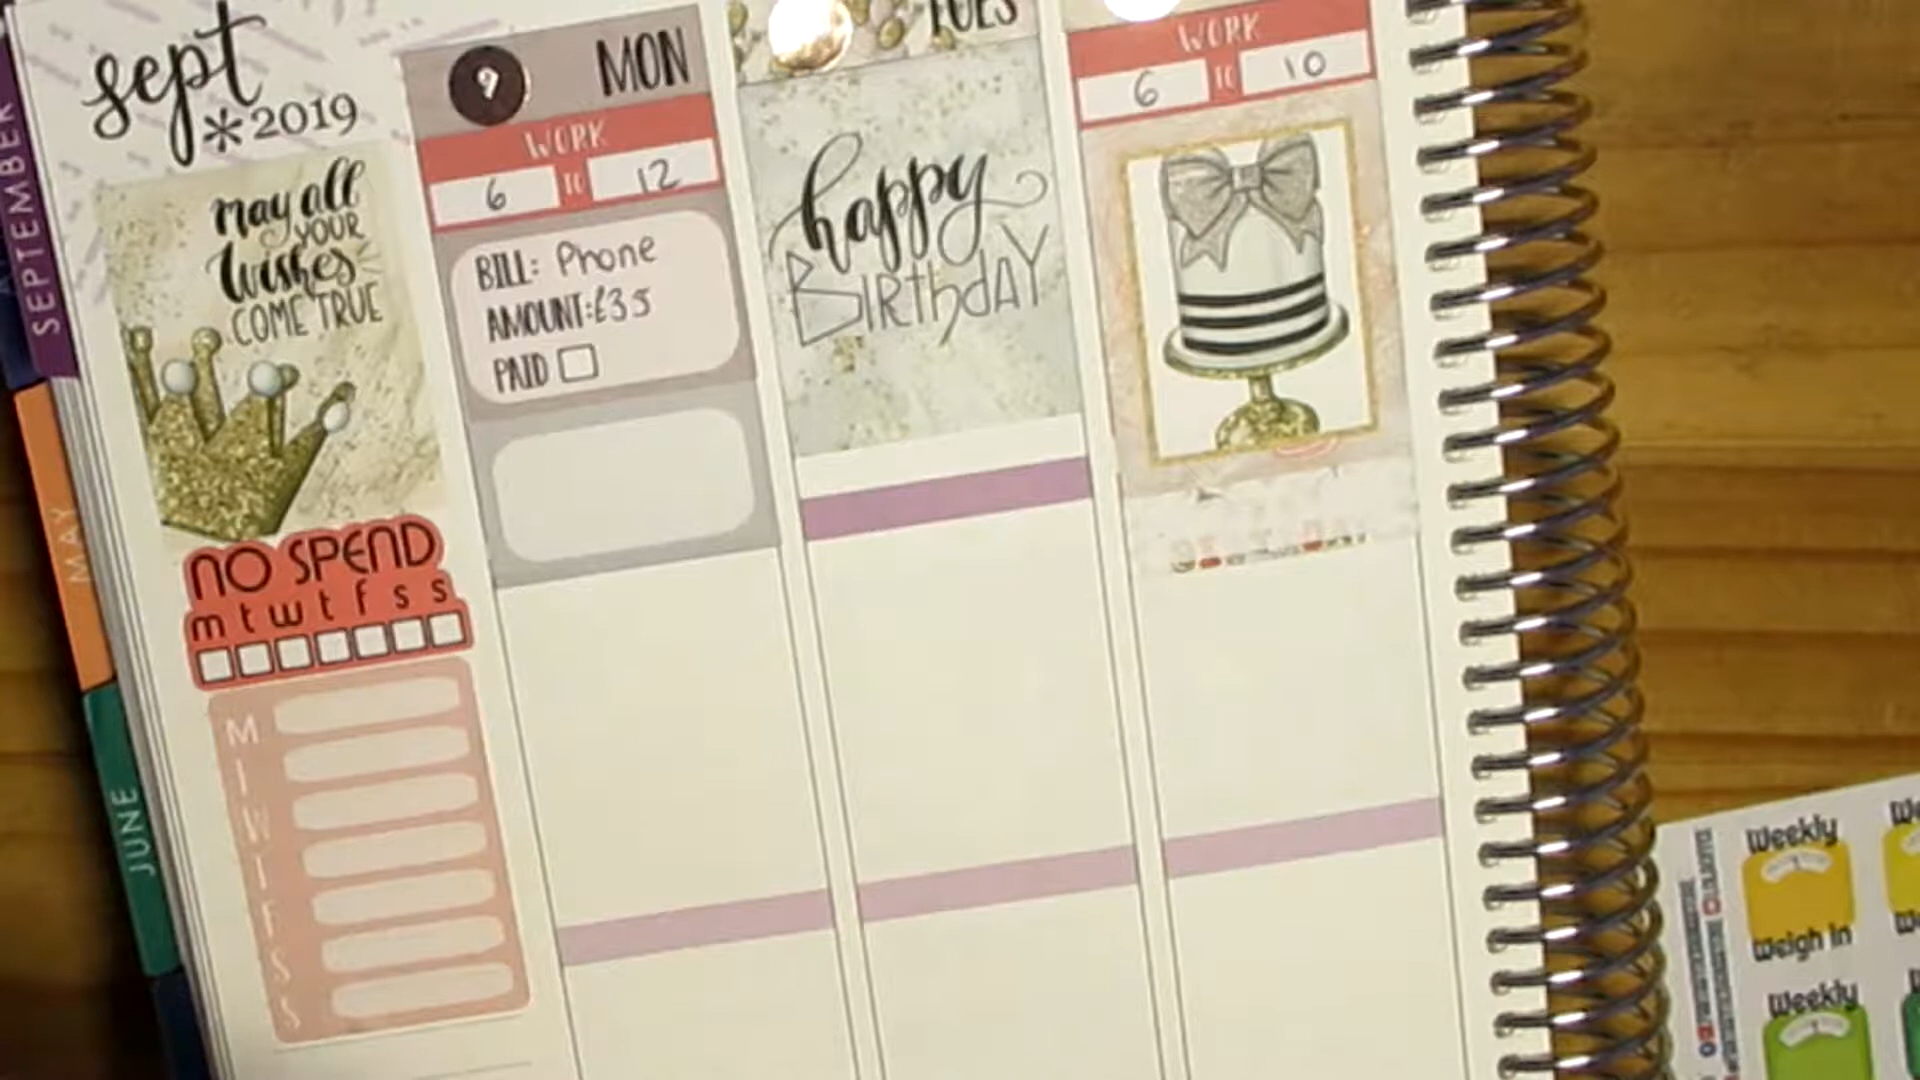 sept
*2019
SEPTEMBER
MAY
JUNE
may all
YOUR
Wishes
COME TRUE
NO SPEND
m t w t f s s
M
T
W
T
F
S
S
9 MON
WORK
6 TO 12
BILL: Phone
AMOUNT: £35
PAID
TUES
happy
BIRThdAY
WORK
6 TO 10
Weekly
Weigh In
Weekly
We